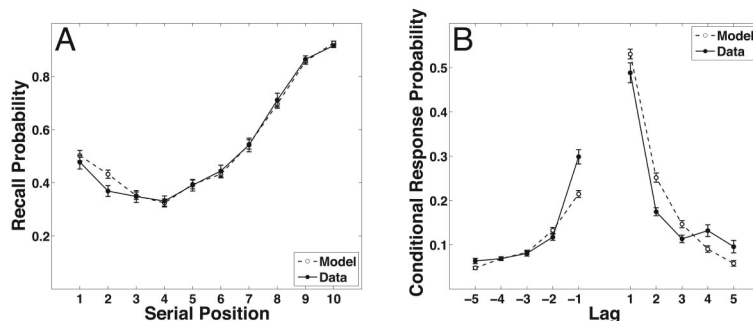 A
Recall Probability
0.8
0.6
0.4
0.2
1 2 3 4 5 6 7 8 9 10
Serial Position
Model
Data
B
Conditional Response Probability
0.5
0.4
0.3
0.2
0.1
−5 −4 −3 −2 −1 1 2 3 4 5
Lag
Model
Data